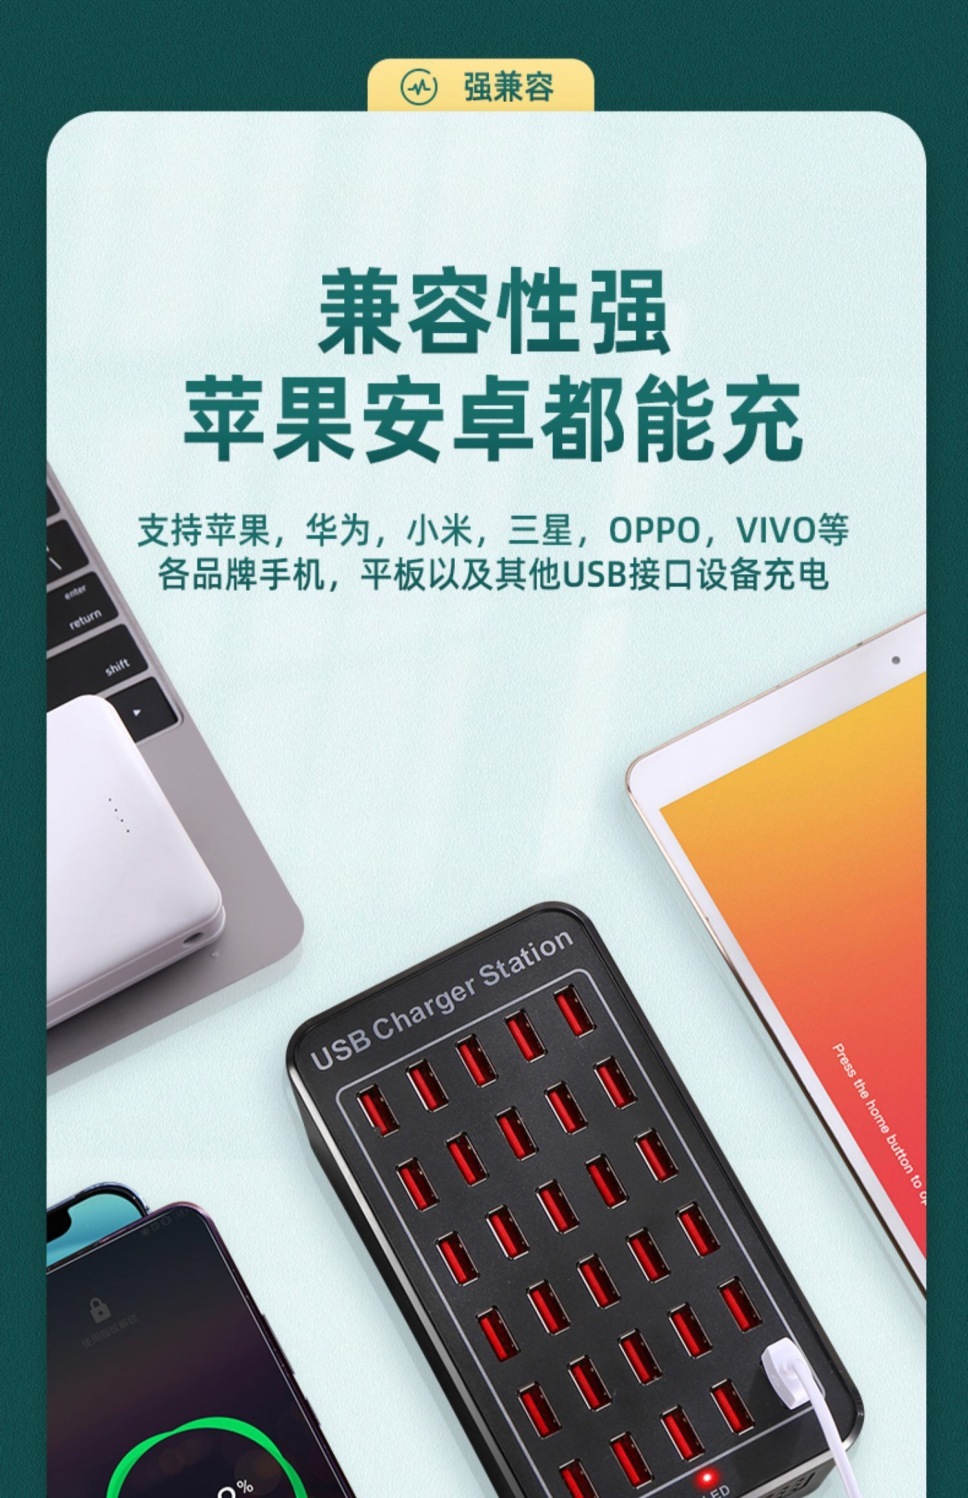 强兼容
兼容性强
苹果安卓都能充
支持苹果，华为，小米，三星，OPPO，VIVO等
各品牌手机，平板以及其他USB接口设备充电
enter
return
shift
USB Charger Station
Press the home button to
%